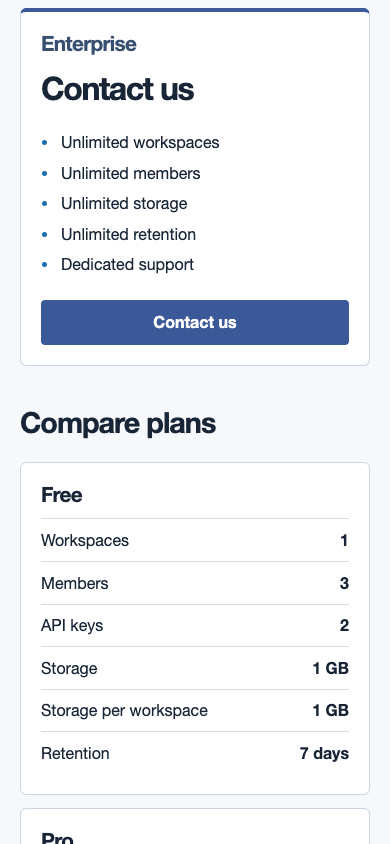 Enterprise
Contact us
• Unlimited workspaces
• Unlimited members
• Unlimited storage
• Unlimited retention
• Dedicated support
Contact us
Compare plans
Free
Workspaces 1
Members 3
API keys 2
Storage 1 GB
Storage per workspace 1 GB
Retention 7 days
Pro